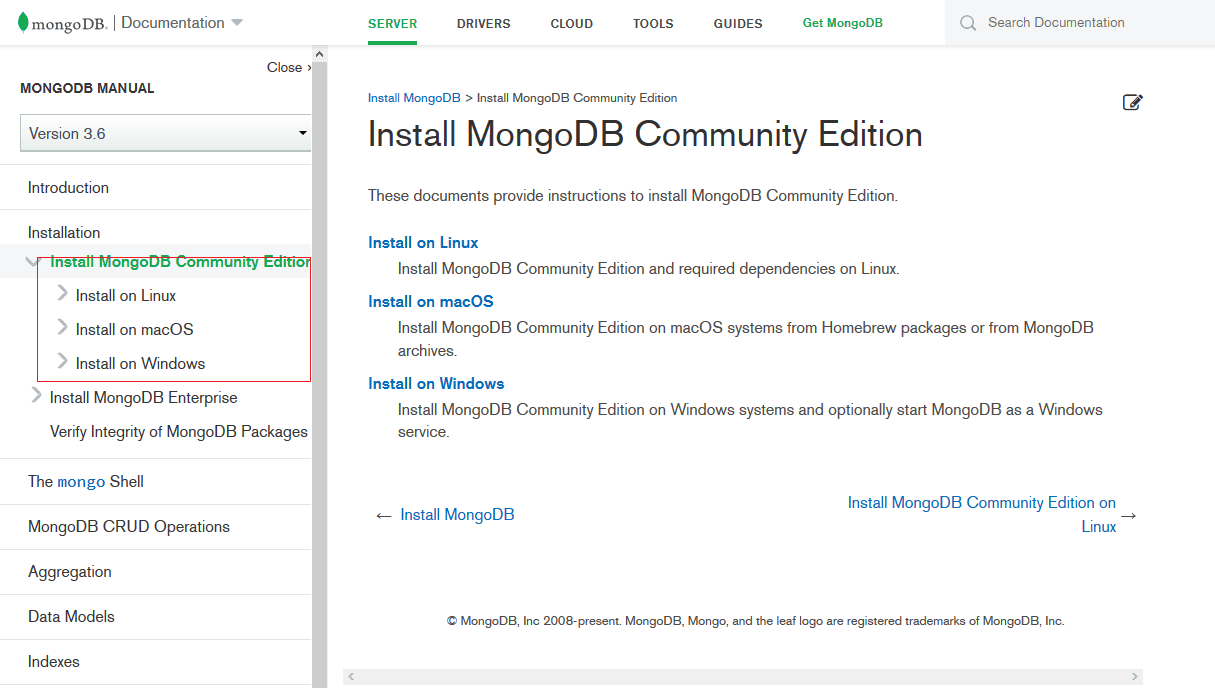 mongoDB. | Documentation
SERVER DRIVERS CLOUD TOOLS GUIDES Get MongoDB
Search Documentation
Close ›
MONGODB MANUAL
Version 3.6
Introduction
Installation
Install MongoDB Community Edition
Install on Linux
Install on macOS
Install on Windows
Install MongoDB Enterprise
Verify Integrity of MongoDB Packages
The mongo Shell
MongoDB CRUD Operations
Aggregation
Data Models
Indexes
Install MongoDB > Install MongoDB Community Edition
Install MongoDB Community Edition
These documents provide instructions to install MongoDB Community Edition.
Install on Linux
Install MongoDB Community Edition and required dependencies on Linux.
Install on macOS
Install MongoDB Community Edition on macOS systems from Homebrew packages or from MongoDB
archives.
Install on Windows
Install MongoDB Community Edition on Windows systems and optionally start MongoDB as a Windows
service.
← Install MongoDB
Install MongoDB Community Edition on
Linux →
© MongoDB, Inc 2008-present. MongoDB, Mongo, and the leaf logo are registered trademarks of MongoDB, Inc.